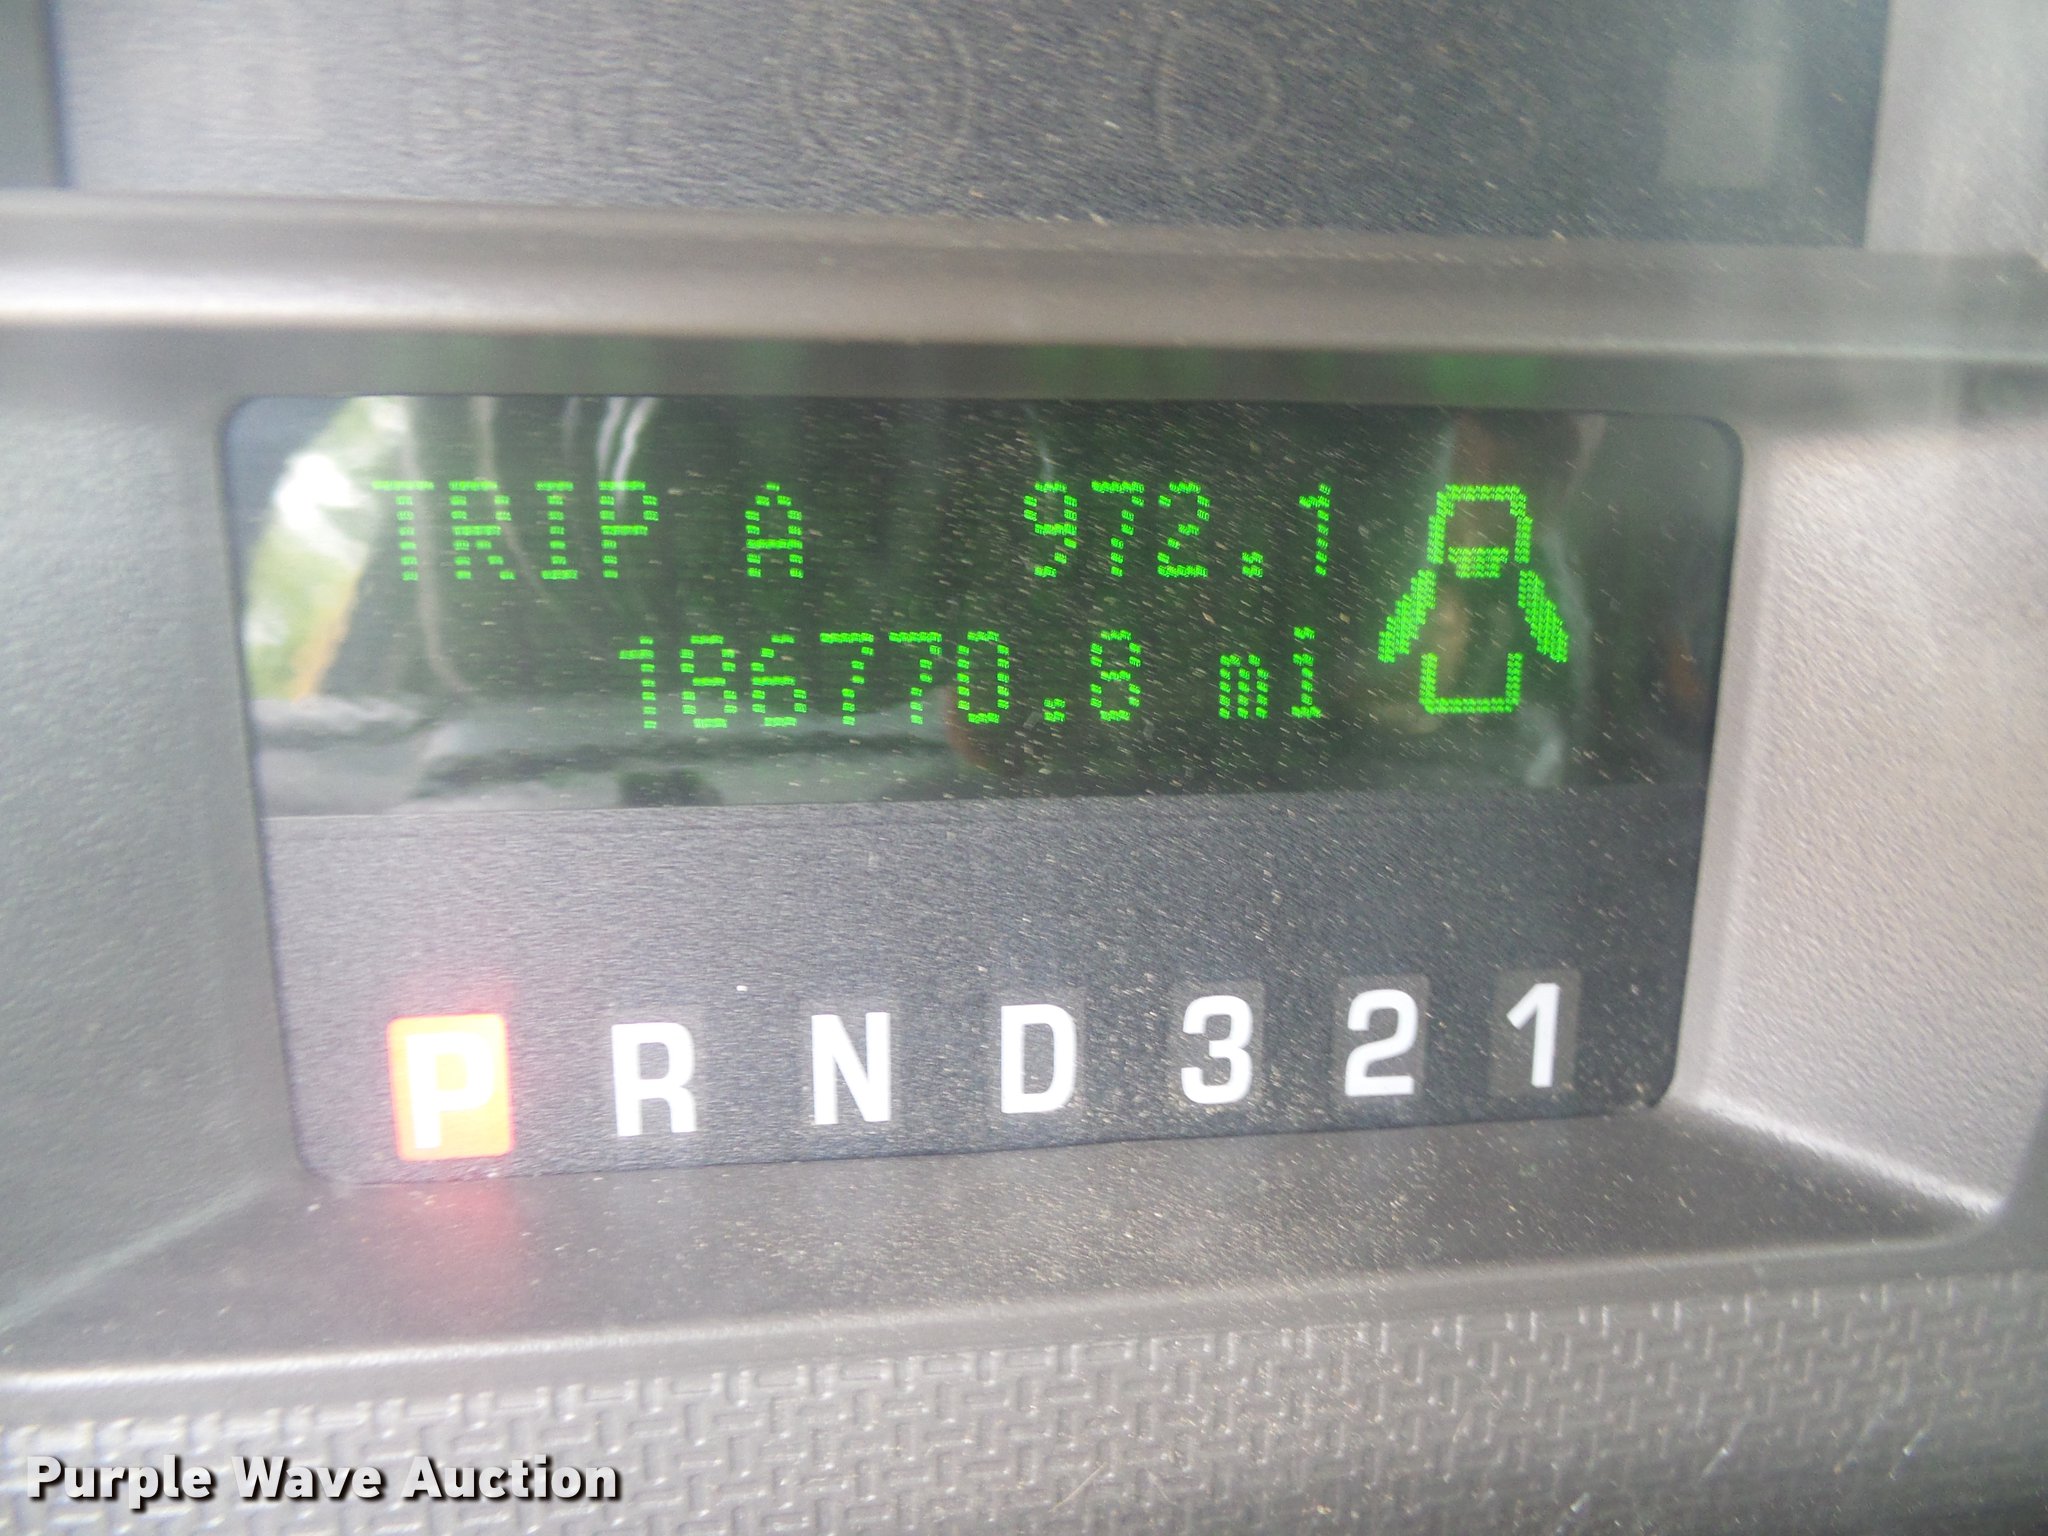 TRIP A 972.1
186770.8 mi
P R N D 3 2 1
Purple Wave Auction